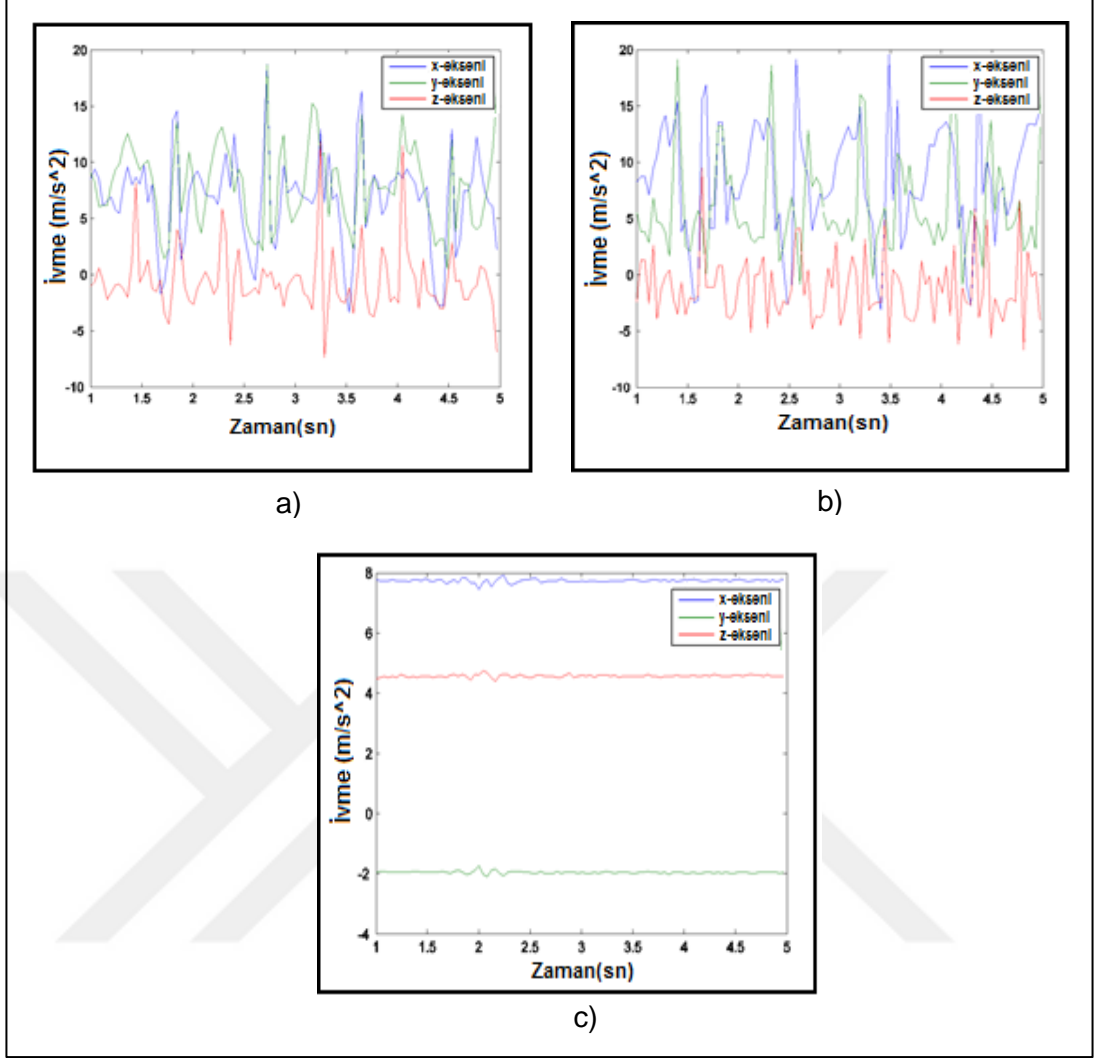 20
15
10
5
0
-5
-10
1 1.5 2 2.5 3 3.5 4 4.5 5
İvme (m/s^2)
Zaman(sn)
x-ekseni
y-ekseni
z-ekseni
a)
20
15
10
5
0
-5
-10
1 1.5 2 2.5 3 3.5 4 4.5 5
İvme (m/s^2)
Zaman(sn)
x-ekseni
y-ekseni
z-ekseni
b)
8
6
4
2
0
-2
-4
1 1.5 2 2.5 3 3.5 4 4.5 5
İvme (m/s^2)
Zaman(sn)
x-ekseni
y-ekseni
z-ekseni
c)